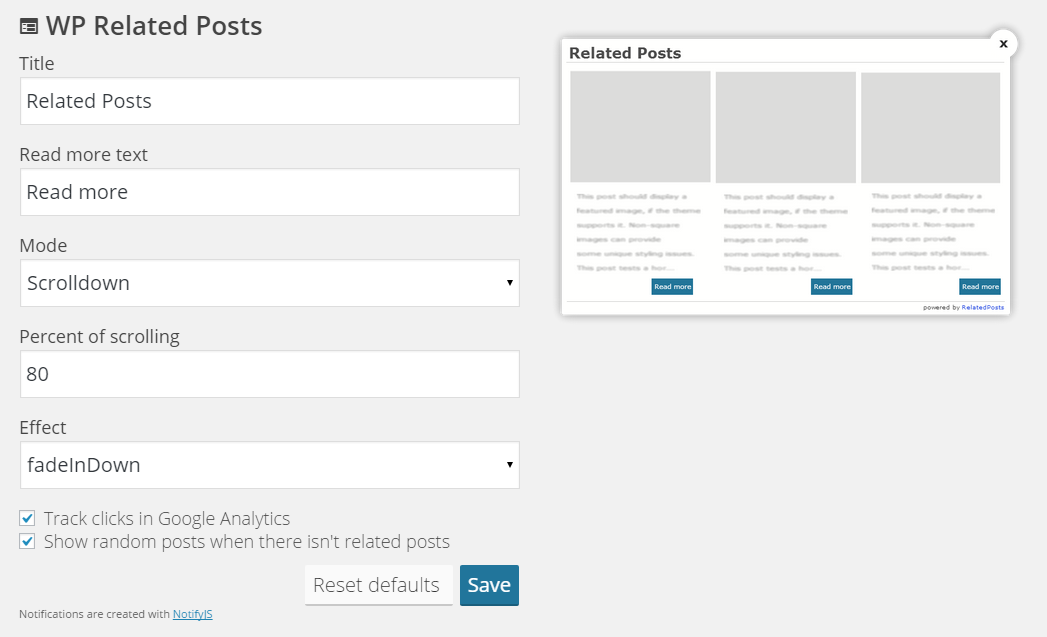 WP Related Posts
Title
Related Posts
Read more text
Read more
Mode
Scrolldown
Percent of scrolling
80
Effect
fadeInDown
Track clicks in Google Analytics
Show random posts when there isn't related posts
Reset defaults
Save
Notifications are created with NotifyJS
x
Related Posts
This post should display a
featured image, if the theme
supports it. Non-square
images can provide
some unique styling issues.
This post tests a hor...
Read more
This post should display a
featured image, if the theme
supports it. Non-square
images can provide
some unique styling issues.
This post tests a hor...
Read more
This post should display a
featured image, if the theme
supports it. Non-square
images can provide
some unique styling issues.
This post tests a hor...
Read more
powered by RelatedPosts